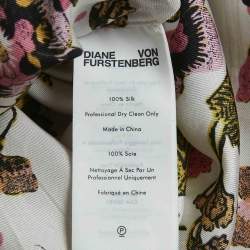 DIANE VON
FURSTENBERG
100% Silk
Professional Dry Clean Only
Made in China
100% Soie
Nettoyage A Sec Par Un
Professionnel Uniquement
Fabriqué en Chine
P